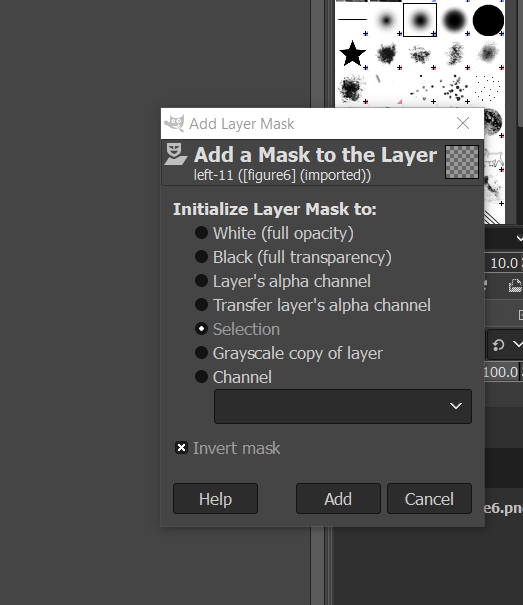 Add Layer Mask
Add a Mask to the Layer
left-11 ([figure6] (imported))
Initialize Layer Mask to:
White (full opacity)
Black (full transparency)
10.0
Layer's alpha channel
Transfer layer's alpha channel
Selection
Grayscale copy of layer
100.0
Channel
Invert mask
Help
Add
Cancel
e6.pn